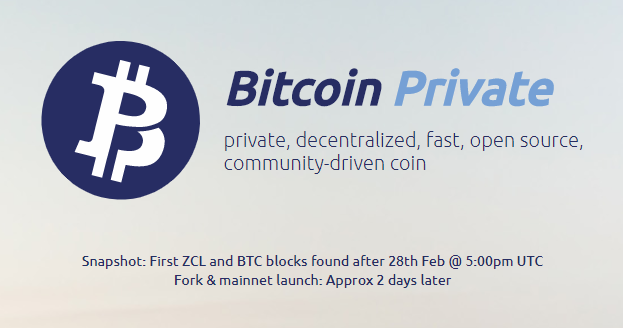 Bitcoin Private
private, decentralized, fast, open source,
community-driven coin
Snapshot: First ZCL and BTC blocks found after 28th Feb @ 5:00pm UTC
Fork & mainnet launch: Approx 2 days later